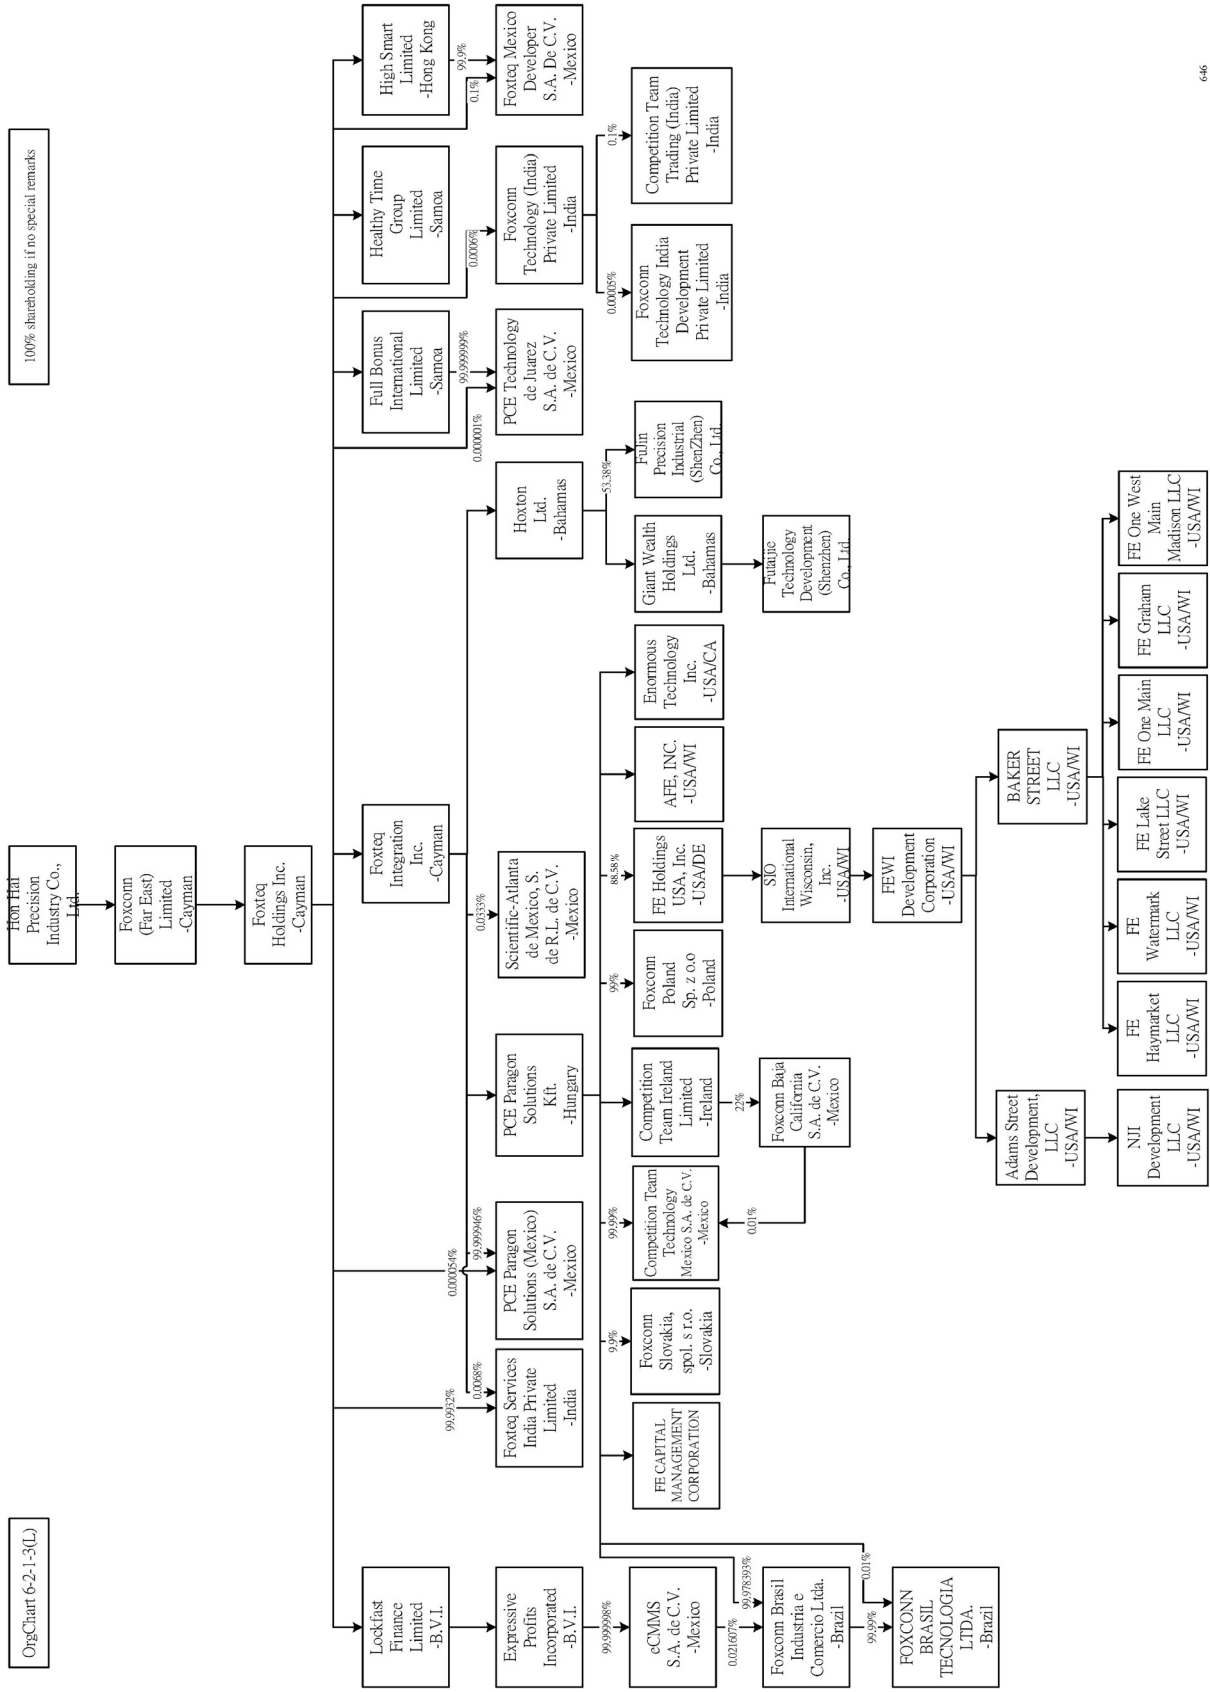 OrgChart 6-2-1-3(L)
100% shareholding if no special remarks
Hon Hai
Precision
Industry Co.,
Ltd.
Foxconn
(Far East)
Limited
-Cayman
Foxteq
Holdings Inc.
-Cayman
Lockfast
Finance
Limited
-B.V.I.
Foxteq
Integration
Inc.
-Cayman
Full Bonus
International
Limited
-Samoa
Healthy Time
Group
Limited
-Samoa
High Smart
Limited
-Hong Kong
99.9932%
0.0068%
0.000054%
99.999946%
0.0333%
0.000001%
99.999999%
0.0006%
0.1%
99.9%
Expressive
Profits
Incorporated
-B.V.I.
Foxteq Services
India Private
Limited
-India
PCE Paragon
Solutions (Mexico)
S.A. de C.V.
-Mexico
PCE Paragon
Solutions
Kft.
-Hungary
Scientific-Atlanta
de Mexico, S.
de R.L. de C.V.
-Mexico
Hoxton
Ltd.
-Bahamas
PCE Technology
de Juarez
S.A. de C.V.
-Mexico
Foxconn
Technology (India)
Private Limited
-India
Foxteq Mexico
Developer
S.A. De C.V.
-Mexico
99.999998%
9.9%
99.99%
99%
88.58%
53.38%
0.00005%
0.1%
eCMMS
S.A. de C.V.
-Mexico
FE CAPITAL
MANAGEMENT
CORPORATION
Foxconn
Slovakia,
spol. s r.o.
-Slovakia
Competition Team
Technology
Mexico S.A. de C.V.
-Mexico
Competition
Team Ireland
Limited
-Ireland
Foxconn
Poland
Sp. z o.o
-Poland
FE Holdings
USA, Inc.
-USA/DE
AFE, INC.
-USA/WI
Enormous
Technology
Inc.
-USA/CA
Giant Wealth
Holdings
Ltd.
-Bahamas
FuJin
Precision
Industrial
(ShenZhen)
Co., Ltd.
Foxconn
Technology India
Development
Private Limited
-India
Competition Team
Trading (India)
Private Limited
-India
0.021607%
99.978393%
0.01%
22%
Foxconn Brasil
Industria e
Comercio Ltda.
-Brazil
Foxconn Baja
California
S.A. de C.V.
-Mexico
SIO
International
Wisconsin,
Inc.
-USA/WI
Futaijie
Technology
Development
(Shenzhen)
Co., Ltd.
99.99%
0.01%
FOXCONN
BRASIL
TECNOLOGIA
LTDA.
-Brazil
FEWI
Development
Corporation
-USA/WI
Adams Street
Development,
LLC
-USA/WI
BAKER
STREET
LLC
-USA/WI
NJI
Development
LLC
-USA/WI
FE
Haymarket
LLC
-USA/WI
FE
Watermark
LLC
-USA/WI
FE Lake
Street LLC
-USA/WI
FE One Main
LLC
-USA/WI
FE Graham
LLC
-USA/WI
FE One West
Main
Madison LLC
-USA/WI
646